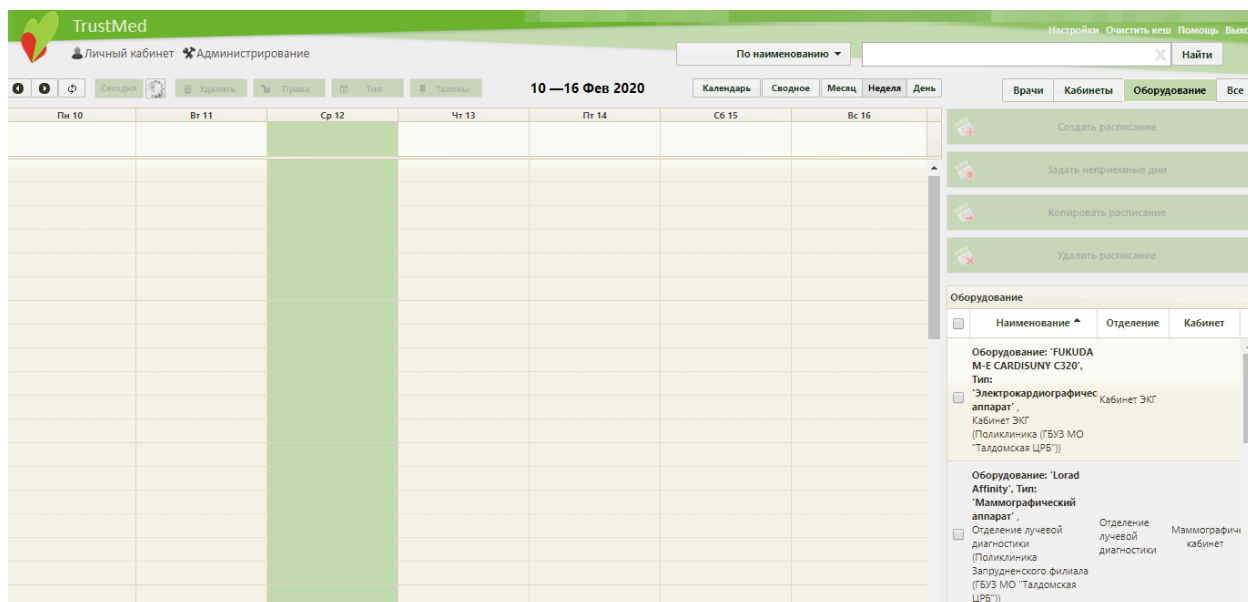 TrustMed
Настройки Очистить кеш Помощь Выхо
Личный кабинет Администрирование
По наименованию
Найти
Сегодня Удалить Права Тип Талоны
10 —16 Фев 2020
Календарь Сводное Месяц Неделя День
Врачи Кабинеты Оборудование Все
Пн 10 Вт 11 Ср 12 Чт 13 Пт 14 Сб 15 Вс 16
Создать расписание
Задать неприемные дни
Копировать расписание
Удалить расписание
Оборудование
Наименование Отделение Кабинет
Оборудование: 'FUKUDA
M-E CARDISUNY C320',
Тип:
'Электрокардиографичес
аппарат' ,
Кабинет ЭКГ
(Поликлиника (ГБУЗ МО
"Талдомская ЦРБ"))
Кабинет ЭКГ
Оборудование: 'Lorad
Affinity', Тип:
'Маммографический
аппарат' ,
Отделение лучевой
диагностики
(Поликлиника
Запрудненского филиала
(ГБУЗ МО "Талдомская
ЦРБ"))
Отделение
лучевой
диагностики
Маммографиче
кабинет